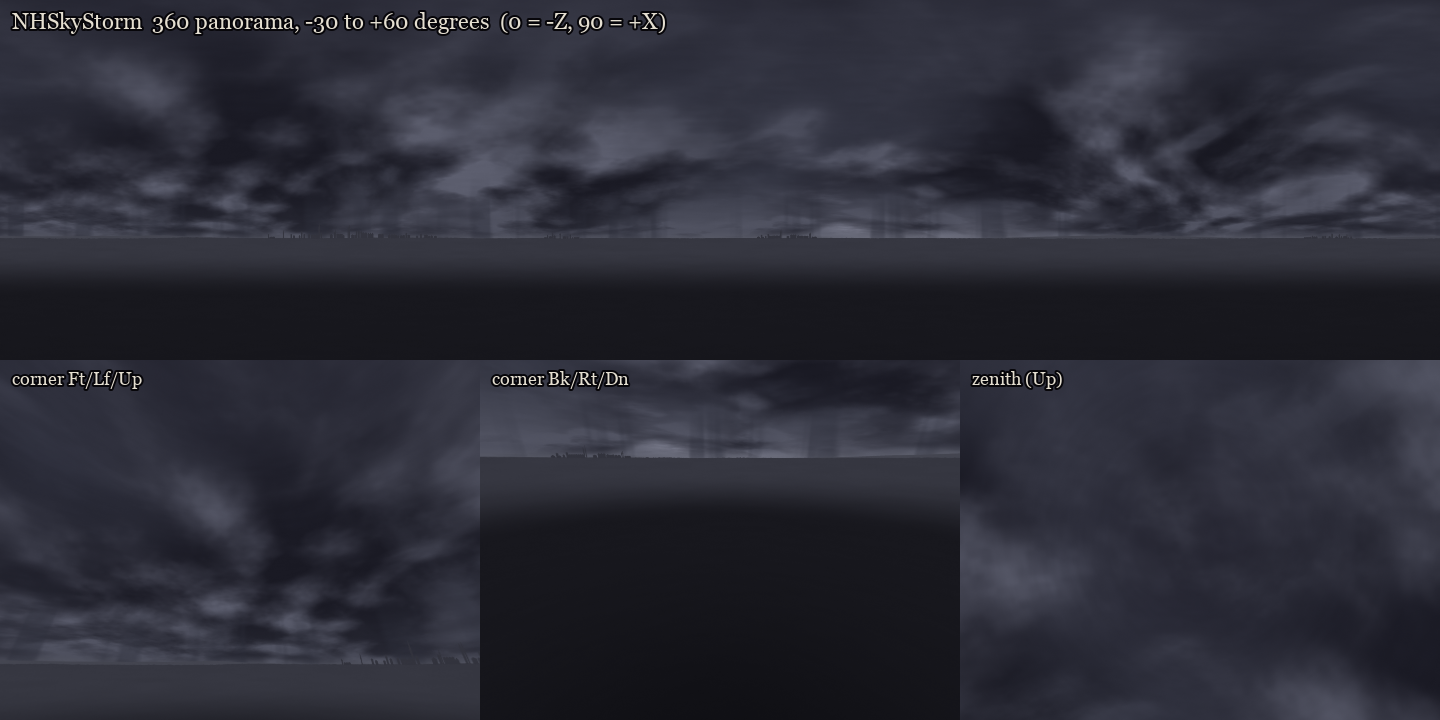 NHSkyStorm 360 panorama, -30 to +60 degrees (0 = -Z, 90 = +X)
corner Ft/Lf/Up
corner Bk/Rt/Dn
zenith (Up)